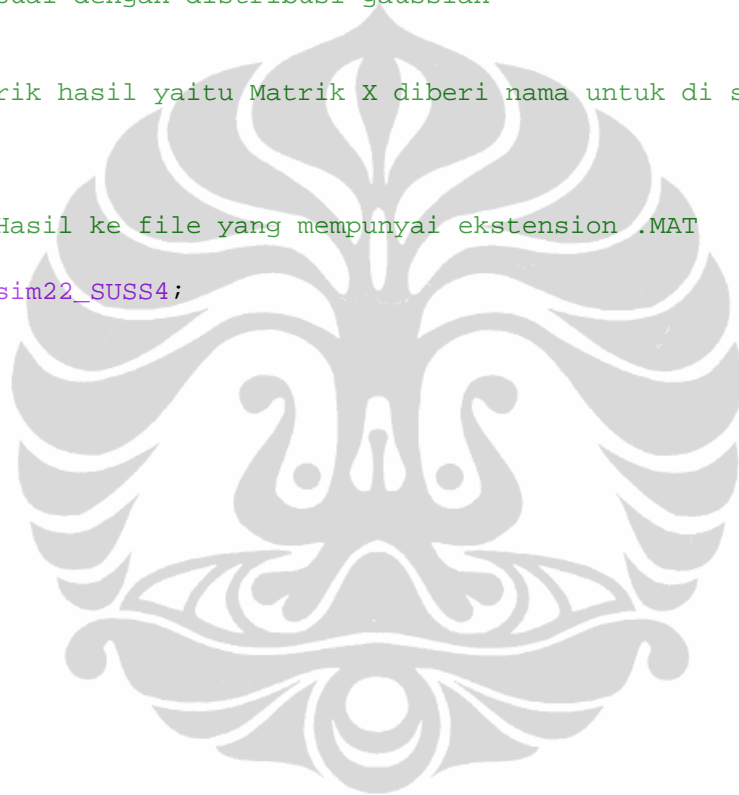 dengan distribusi gaussian
rik hasil yaitu Matrik X diberi nama untuk di s
Hasil ke file yang mempunyai ekstension .MAT
sim22_SUSS4;